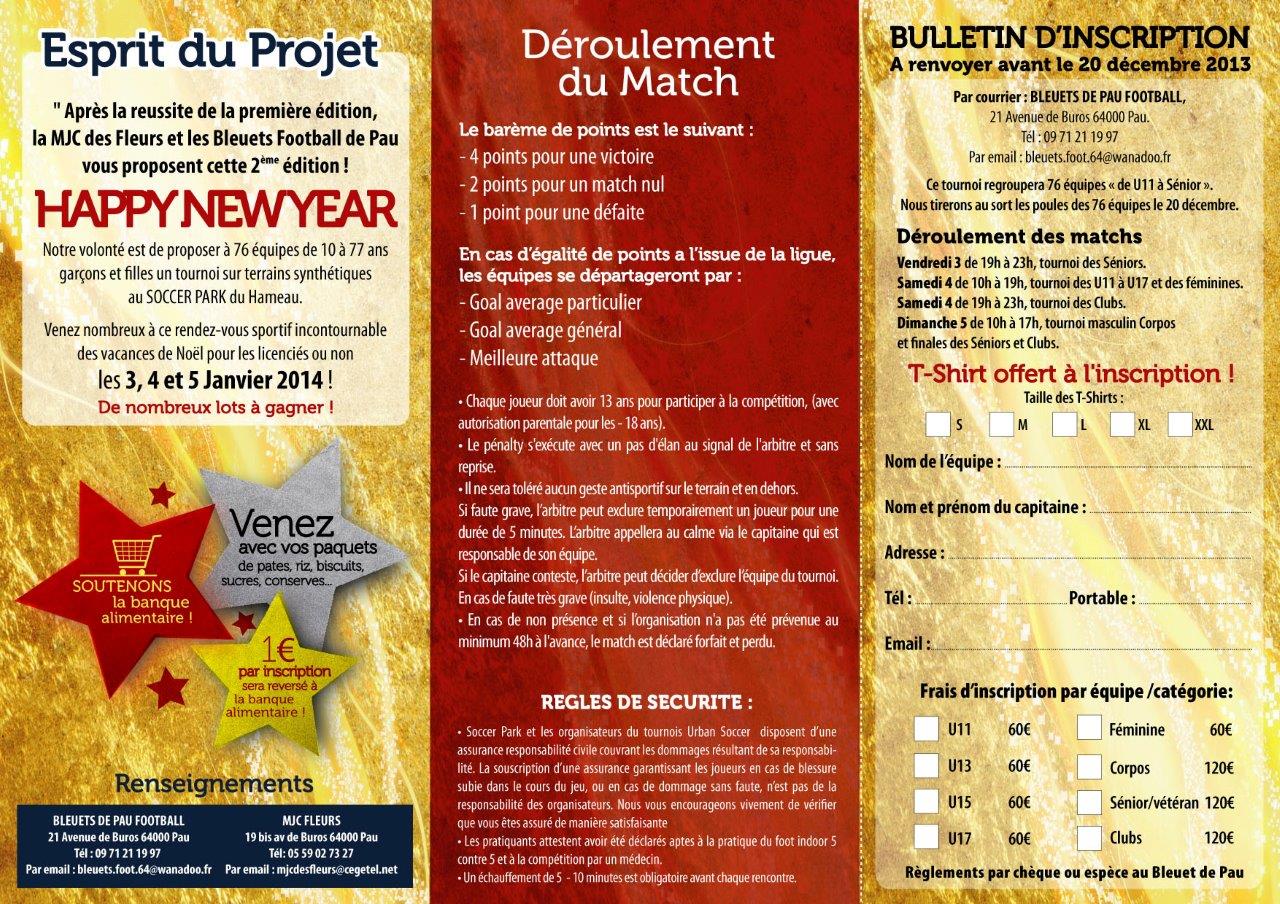 Esprit du Projet
" Après la reussite de la première édition,
la MJC des Fleurs et les Bleuets Football de Pau
vous proposent cette 2ème édition !
HAPPY NEW YEAR
Notre volonté est de proposer à 76 équipes de 10 à 77 ans
garçons et filles un tournoi sur terrains synthétiques
au SOCCER PARK du Hameau.
Venez nombreux à ce rendez-vous sportif incontournable
des vacances de Noël pour les licenciés ou non
les 3, 4 et 5 Janvier 2014 !
De nombreux lots à gagner !
SOUTENONS
la banque
alimentaire !
Venez
avec vos paquets
de pates, riz, biscuits,
sucres, conserves...
1€
par inscription
sera reversé à
la banque
alimentaire !
Renseignements
BLEUETS DE PAU FOOTBALL
21 Avenue de Buros 64000 Pau
Tél : 09 71 21 19 97
Par email : bleuets.foot.64@wanadoo.fr
MJC FLEURS
19 bis av de Buros 64000 Pau
Tél: 05 59 02 73 27
Par email : mjcdesfleurs@cegetel.net
Déroulement
du Match
Le barème de points est le suivant :
- 4 points pour une victoire
- 2 points pour un match nul
- 1 point pour une défaite
En cas d'égalité de points a l'issue de la ligue,
les équipes se départageront par :
- Goal average particulier
- Goal average général
- Meilleure attaque
• Chaque joueur doit avoir 13 ans pour participer à la compétition, (avec
autorisation parentale pour les - 18 ans).
• Le pénalty s'exécute avec un pas d'élan au signal de l'arbitre et sans
reprise.
• Il ne sera toléré aucun geste antisportif sur le terrain et en dehors.
Si faute grave, l'arbitre peut exclure temporairement un joueur pour une
durée de 5 minutes. L'arbitre appellera au calme via le capitaine qui est
responsable de son équipe.
Si le capitaine conteste, l'arbitre peut décider d'exclure l'équipe du tournoi.
En cas de faute très grave (insulte, violence physique).
• En cas de non présence et si l'organisation n'a pas été prévenue au
minimum 48h à l'avance, le match est déclaré forfait et perdu.
REGLES DE SECURITE :
• Soccer Park et les organisateurs du tournois Urban Soccer disposent d'une
assurance responsabilité civile couvrant les dommages résultant de sa responsabi-
lité. La souscription d'une assurance garantissant les joueurs en cas de blessure
subie dans le cours du jeu, ou en cas de dommage sans faute, n'est pas de la
responsabilité des organisateurs. Nous vous encourageons vivement de vérifier
que vous êtes assuré de manière satisfaisante
• Les pratiquants attestent avoir été déclarés aptes à la pratique du foot indoor 5
contre 5 et à la compétition par un médecin.
• Un échauffement de 5 - 10 minutes est obligatoire avant chaque rencontre.
BULLETIN D'INSCRIPTION
A renvoyer avant le 20 décembre 2013
Par courrier : BLEUETS DE PAU FOOTBALL,
21 Avenue de Buros 64000 Pau.
Tél : 09 71 21 19 97
Par email : bleuets.foot.64@wanadoo.fr
Ce tournoi regroupera 76 équipes « de U11 à Sénior ».
Nous tirerons au sort les poules des 76 équipes le 20 décembre.
Déroulement des matchs
Vendredi 3 de 19h à 23h, tournoi des Séniors.
Samedi 4 de 10h à 19h, tournoi des U11 à U17 et des féminines.
Samedi 4 de 19h à 23h, tournoi des Clubs.
Dimanche 5 de 10h à 17h, tournoi masculin Corpos
et finales des Séniors et Clubs.
T-Shirt offert à l'inscription !
Taille des T-Shirts :
S M L XL XXL
Nom de l'équipe :
Nom et prénom du capitaine :
Adresse :
Tél : Portable :
Email :
Frais d'inscription par équipe /catégorie:
U11 60€ Féminine 60€
U13 60€ Corpos 120€
U15 60€ Sénior/vétéran 120€
U17 60€ Clubs 120€
Règlements par chèque ou espèce au Bleuet de Pau